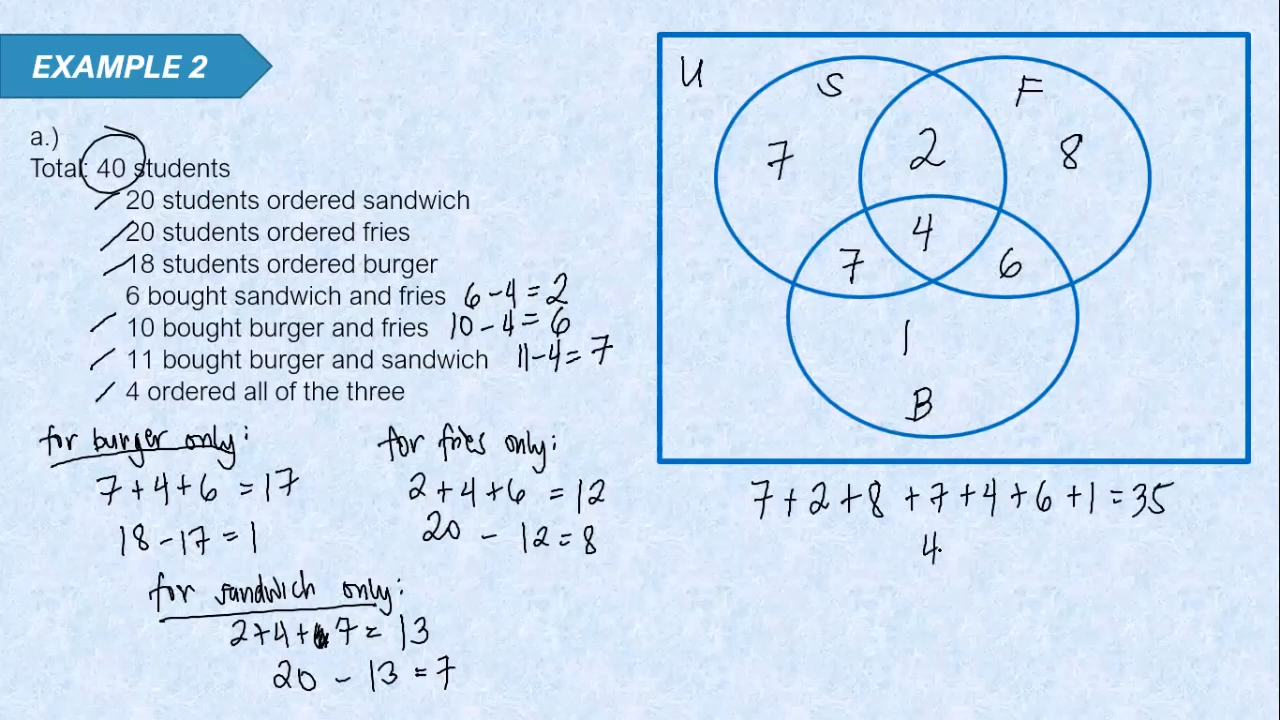 EXAMPLE 2
a.)
Total: 40 students
20 students ordered sandwich
20 students ordered fries
18 students ordered burger
6 bought sandwich and fries 6 - 4 = 2
10 bought burger and fries 10 - 4 = 6
11 bought burger and sandwich 11 - 4 = 7
4 ordered all of the three
for burger only:
7 + 4 + 6 = 17
18 - 17 = 1
for fries only:
2 + 4 + 6 = 12
20 - 12 = 8
for sandwich only:
2 + 4 + 7 = 13
20 - 13 = 7
U
S
F
7
2
8
4
7
6
1
B
7 + 2 + 8 + 7 + 4 + 6 + 1 = 35
4